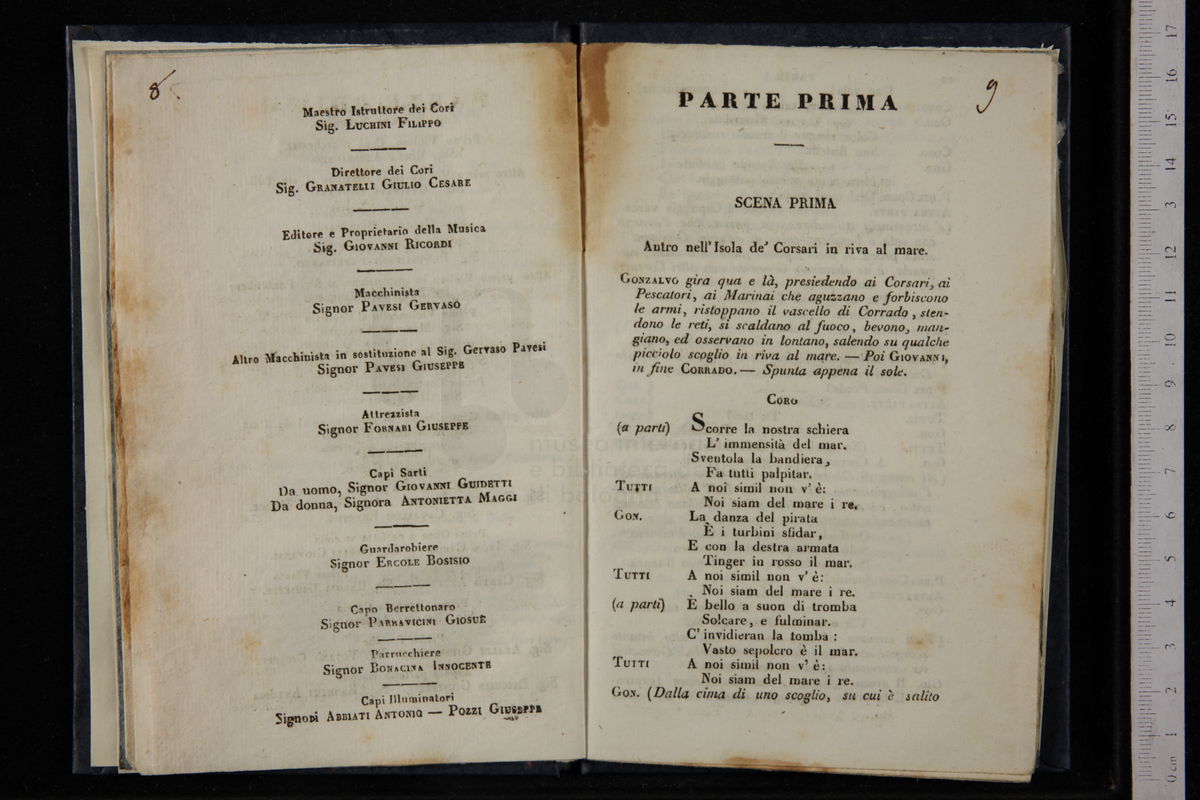 8
Maestro Istruttore dei Cori
Sig. LUCHINI FILIPPO
Direttore dei Cori
Sig. GRANATELLI GIULIO CESARE
Editore e Proprietario della Musica
Sig. GIOVANNI RICORDI
Macchinista
Signor PAVESI GERVASO
Altro Macchinista in sostituzione al Sig. Gervaso Pavesi
Signor PAVESI GIUSEPPE
Attrezzista
Signor FORNARI GIUSEPPE
Capi Sarti
Da uomo, Signor GIOVANNI GUIDETTI
Da donna, Signora ANTONIETTA MAGGI
Guardarobiere
Signor ERCOLE BOSISIO
Capo Berrettonaro
Signor PARRAVICINI GIOSUÈ
Parrucchiere
Signor BONACINA INNOCENTE
Capi Illuminatori
Signori ABBIATI ANTONIO — POZZI GIUSEPPE
9
PARTE PRIMA
SCENA PRIMA
Antro nell'Isola de' Corsari in riva al mare.
GONZALVO gira qua e là, presiedendo ai Corsari, ai
Pescatori, ai Marinai che aguzzano e forbiscono
le armi, ristoppano il vascello di Corrado, sten-
dono le reti, si scaldano al fuoco, bevono, man-
giano, ed osservano in lontano, salendo su qualche
picciolo scoglio in riva al mare. — Poi GIOVANNI,
in fine CORRADO. — Spunta appena il sole.
CORO
(a parti) Scorre la nostra schiera
L' immensità del mar.
Sventola la bandiera,
Fa tutti palpitar.
TUTTI A noi simil non v' è:
Noi siam del mare i re.
GON. La danza del pirata
È i turbini sfidar,
E con la destra armata
Tinger in rosso il mar.
TUTTI A noi simil non v' è:
Noi siam del mare i re.
(a parti) È bello a suon di tromba
Solcare, e fulminar.
C' invidieran la tomba :
Vasto sepolcro è il mar.
TUTTI A noi simil non v' è:
Noi siam del mare i re.
GON. (Dalla cima di uno scoglio, su cui è salito